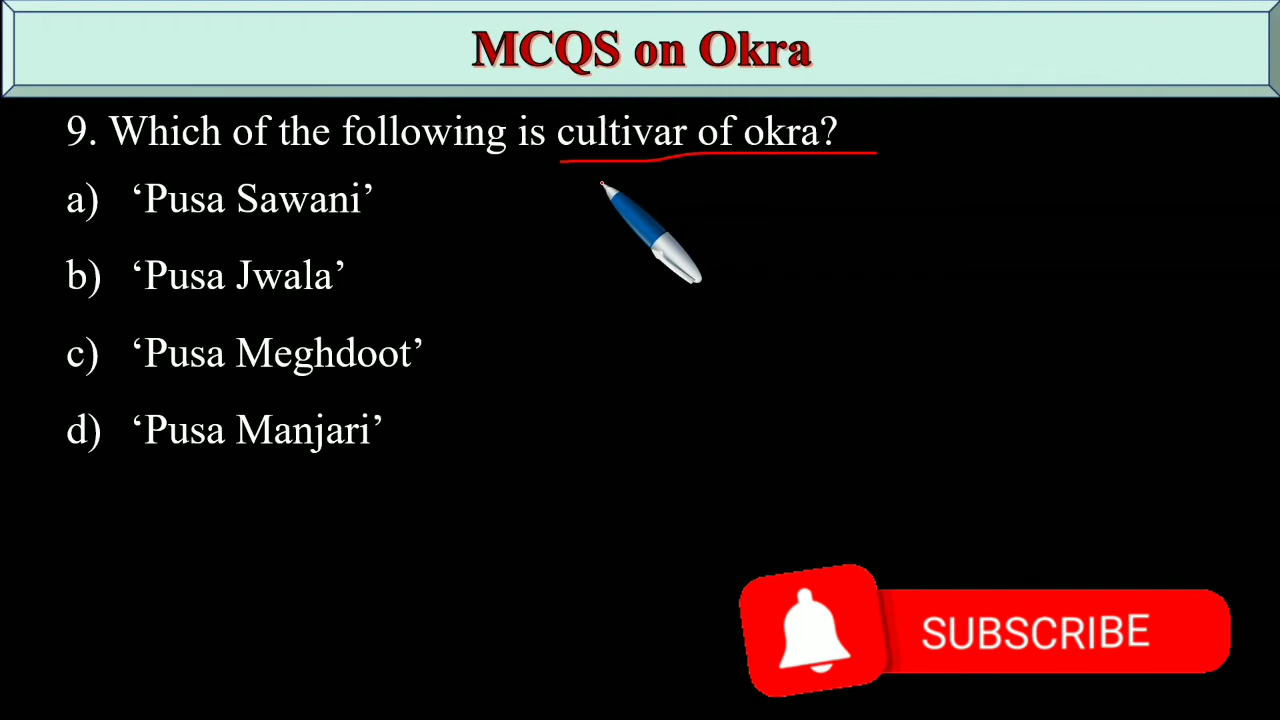 MCQS on Okra
9. Which of the following is cultivar of okra?
a) ‘Pusa Sawani’
b) ‘Pusa Jwala’
c) ‘Pusa Meghdoot’
d) ‘Pusa Manjari’
SUBSCRIBE